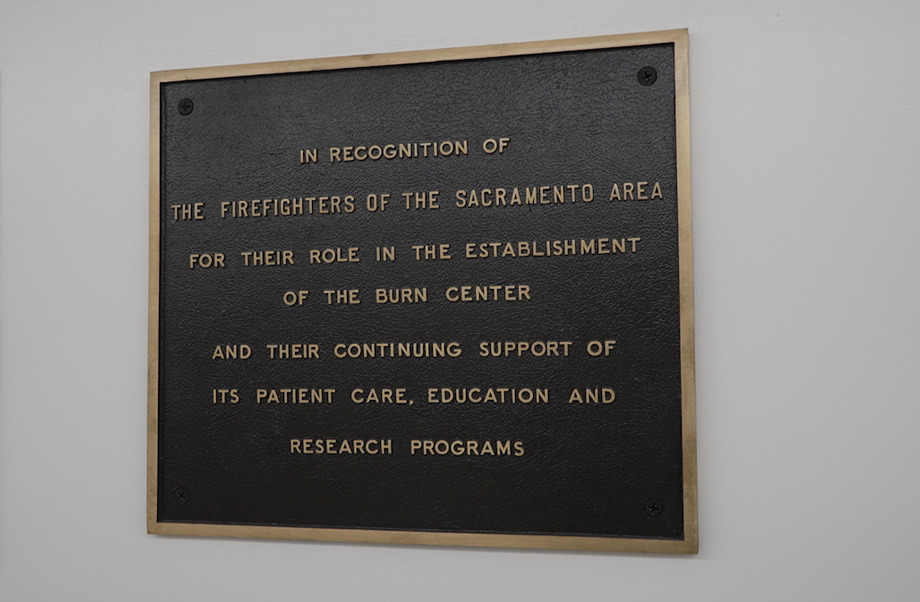 IN RECOGNITION OF
THE FIREFIGHTERS OF THE SACRAMENTO AREA
FOR THEIR ROLE IN THE ESTABLISHMENT
OF THE BURN CENTER
AND THEIR CONTINUING SUPPORT OF
ITS PATIENT CARE, EDUCATION AND
RESEARCH PROGRAMS